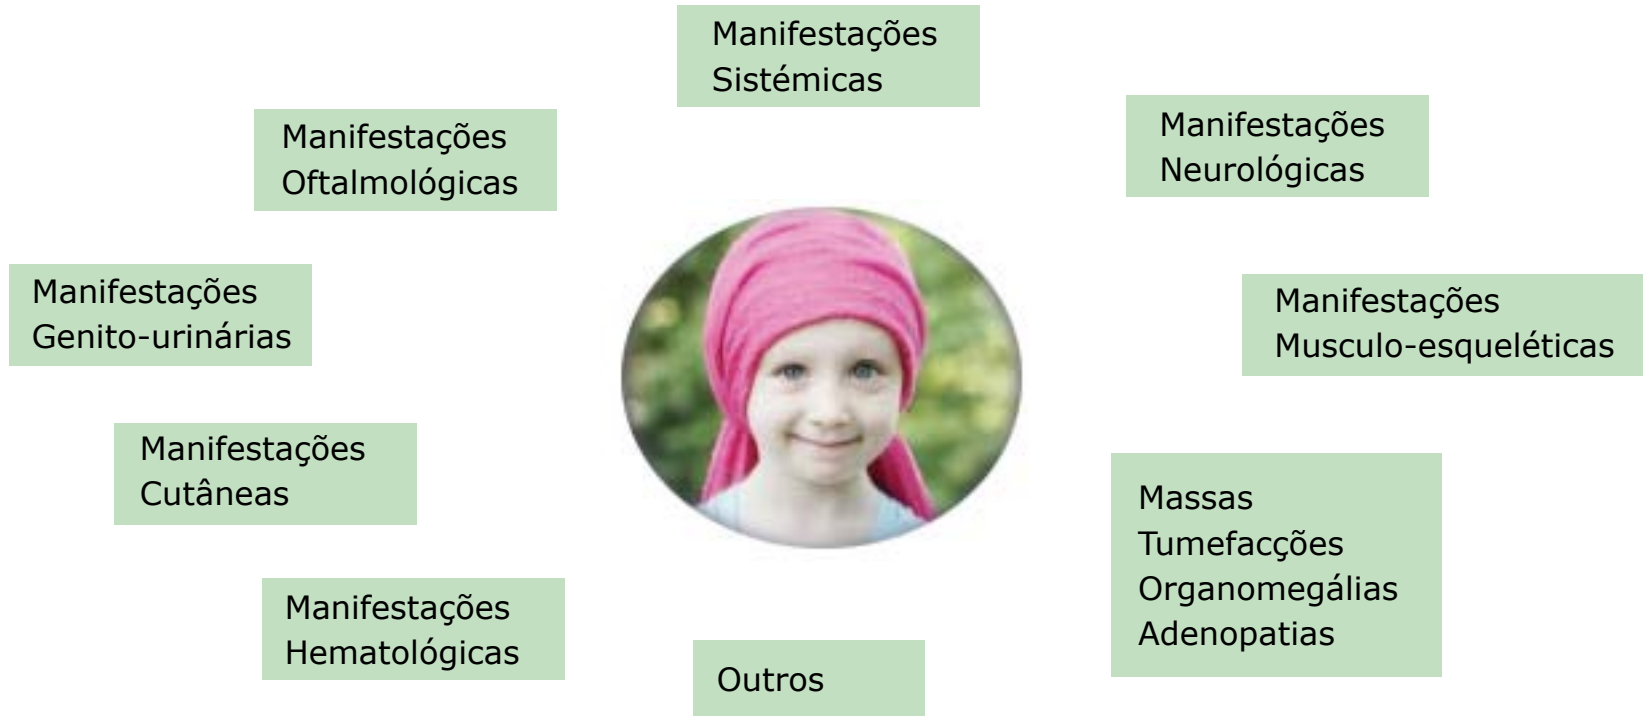 Manifestações
Sistémicas
Manifestações
Neurológicas
Manifestações
Oftalmológicas
Manifestações
Genito-urinárias
Manifestações
Musculo-esqueléticas
Manifestações
Cutâneas
Massas
Tumefacções
Organomegálias
Adenopatias
Manifestações
Hematológicas
Outros